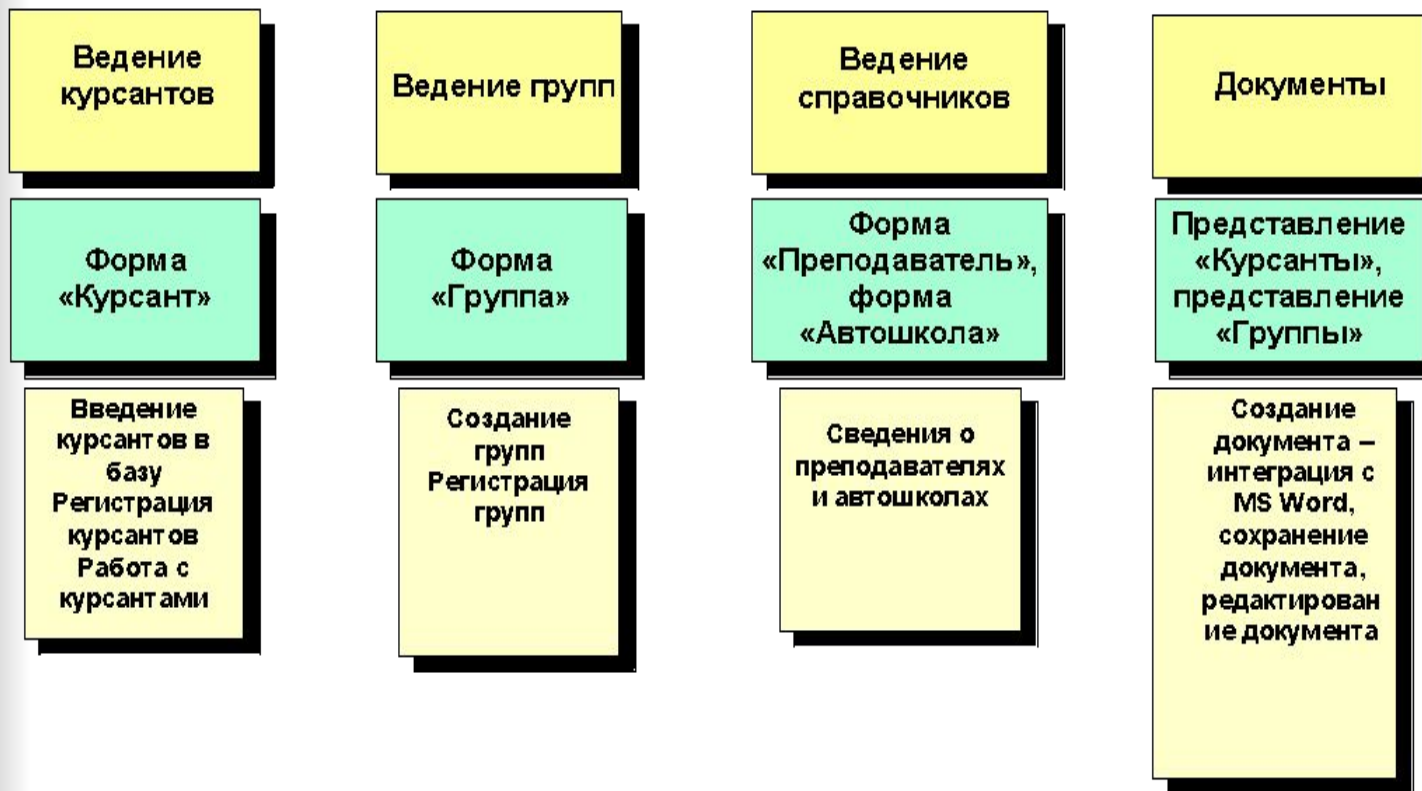 Ведение
курсантов
Ведение групп
Ведение
справочников
Документы
Форма
«Курсант»
Форма
«Группа»
Форма
«Преподаватель»,
форма
«Автошкола»
Представление
«Курсанты»,
представление
«Группы»
Введение
курсантов в
базу
Регистрация
курсантов
Работа с
курсантами
Создание
групп
Регистрация
групп
Сведения о
преподавателях
и автошколах
Создание
документа –
интеграция с
MS Word,
сохранение
документа,
редактирован
ие документа